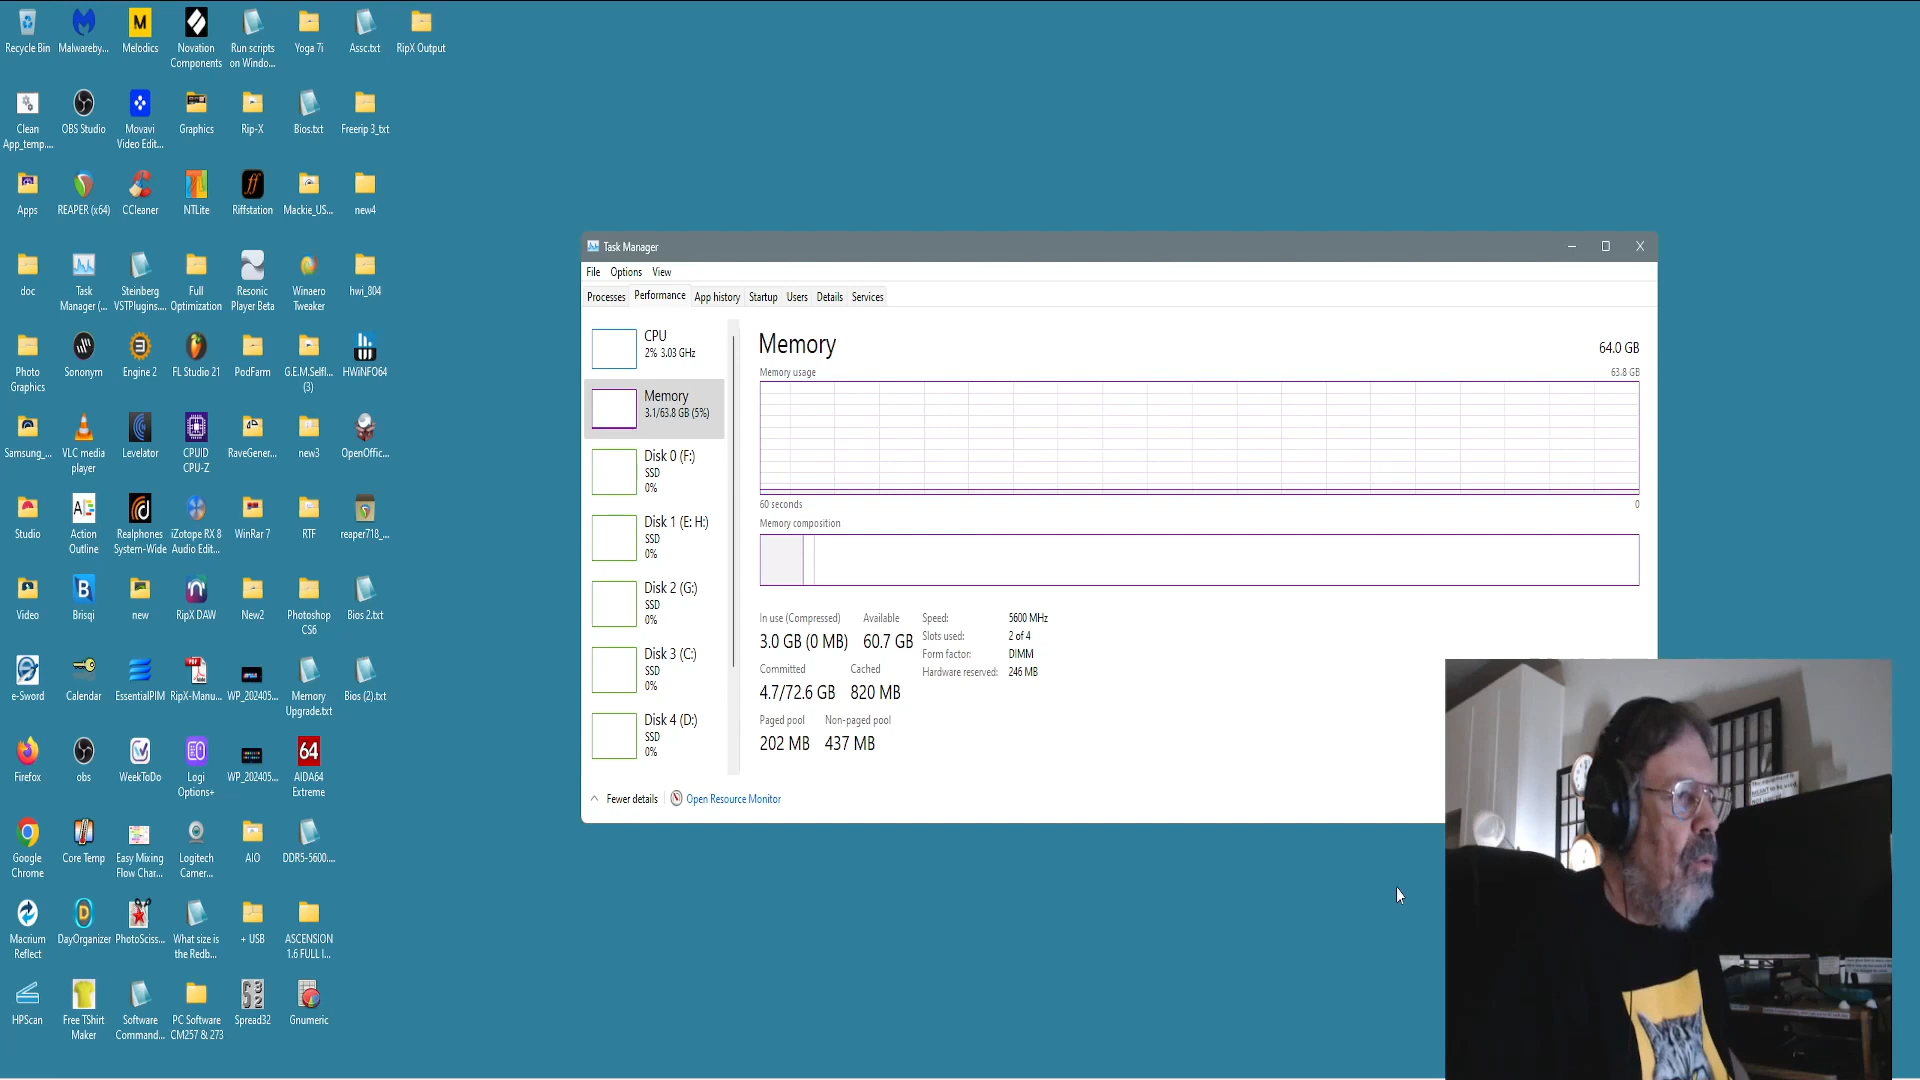 Recycle Bin
Malwareby...
Melodics
Novation
Components
Run scripts
on Windo...
Yoga 7i
Assc.txt
RipX Output
Clean
App_temp....
OBS Studio
Movavi
Video Edit...
Graphics
Rip-X
Bios.txt
Freerip 3_txt
Apps
REAPER (x64)
CCleaner
NTLite
Riffstation
Mackie_US...
new4
doc
Task
Manager (...
Steinberg
VSTPlugins....
Full
Optimization
Resonic
Player Beta
Winaero
Tweaker
hwi_804
Photo
Graphics
Sononym
Engine 2
FL Studio 21
PodFarm
G.E.M.Selfl...
(3)
HWiNFO64
Samsung_...
VLC media
player
Levelator
CPUID
CPU-Z
RaveGener...
new3
OpenOffic...
Studio
Action
Outline
Realphones
System-Wide
iZotope RX 8
Audio Edit...
WinRar 7
RTF
reaper718_...
Video
Brisqi
new
RipX DAW
New2
Photoshop
CS6
Bios 2.txt
e-Sword
Calendar
EssentialPIM
RipX-Manu...
WP_202405...
Memory
Upgrade.txt
Bios (2).txt
Firefox
obs
WeekToDo
Logi
Options+
WP_202405...
64
AIDA64
Extreme
Google
Chrome
Core Temp
Easy Mixing
Flow Char...
Logitech
Camer...
AIO
DDR5-5600....
Macrium
Reflect
DayOrganizer
PhotoSciss...
What size is
the Redb...
+ USB
ASCENSION
1.6 FULL I...
HPScan
Free TShirt
Maker
Software
Command...
PC Software
CM257 & 273
Spread32
Gnumeric
Task Manager
File Options View
Processes Performance App history Startup Users Details Services
CPU
2% 3.03 GHz
Memory
3.1/63.8 GB (5%)
Disk 0 (F:)
SSD
0%
Disk 1 (E: H:)
SSD
0%
Disk 2 (G:)
SSD
0%
Disk 3 (C:)
SSD
0%
Disk 4 (D:)
SSD
0%
Memory 64.0 GB
Memory usage 63.8 GB
60 seconds 0
Memory composition
In use (Compressed) Available
3.0 GB (0 MB) 60.7 GB
Committed Cached
4.7/72.6 GB 820 MB
Paged pool Non-paged pool
202 MB 437 MB
Speed: 5600 MHz
Slots used: 2 of 4
Form factor: DIMM
Hardware reserved: 246 MB
Fewer details Open Resource Monitor